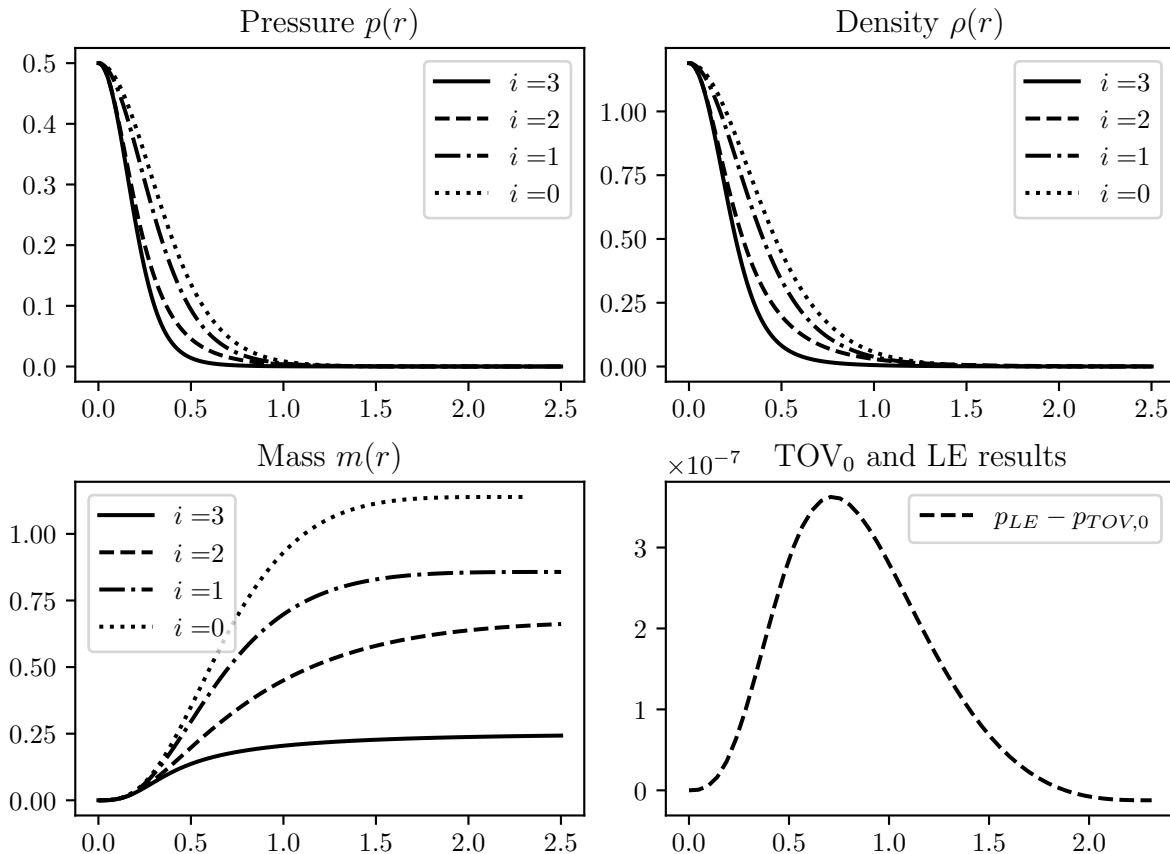 Pressure p(r)
0.5
0.4
0.3
0.2
0.1
0.0
i =3
i =2
i =1
i =0
0.0 0.5 1.0 1.5 2.0 2.5
Density ρ(r)
1.00
0.75
0.50
0.25
0.00
i =3
i =2
i =1
i =0
0.0 0.5 1.0 1.5 2.0 2.5
Mass m(r)
1.00
0.75
0.50
0.25
0.00
i =3
i =2
i =1
i =0
0.0 0.5 1.0 1.5 2.0 2.5
TOV₀ and LE results
×10⁻⁷
3
2
1
0
p_{LE} − p_{TOV,0}
0.0 0.5 1.0 1.5 2.0